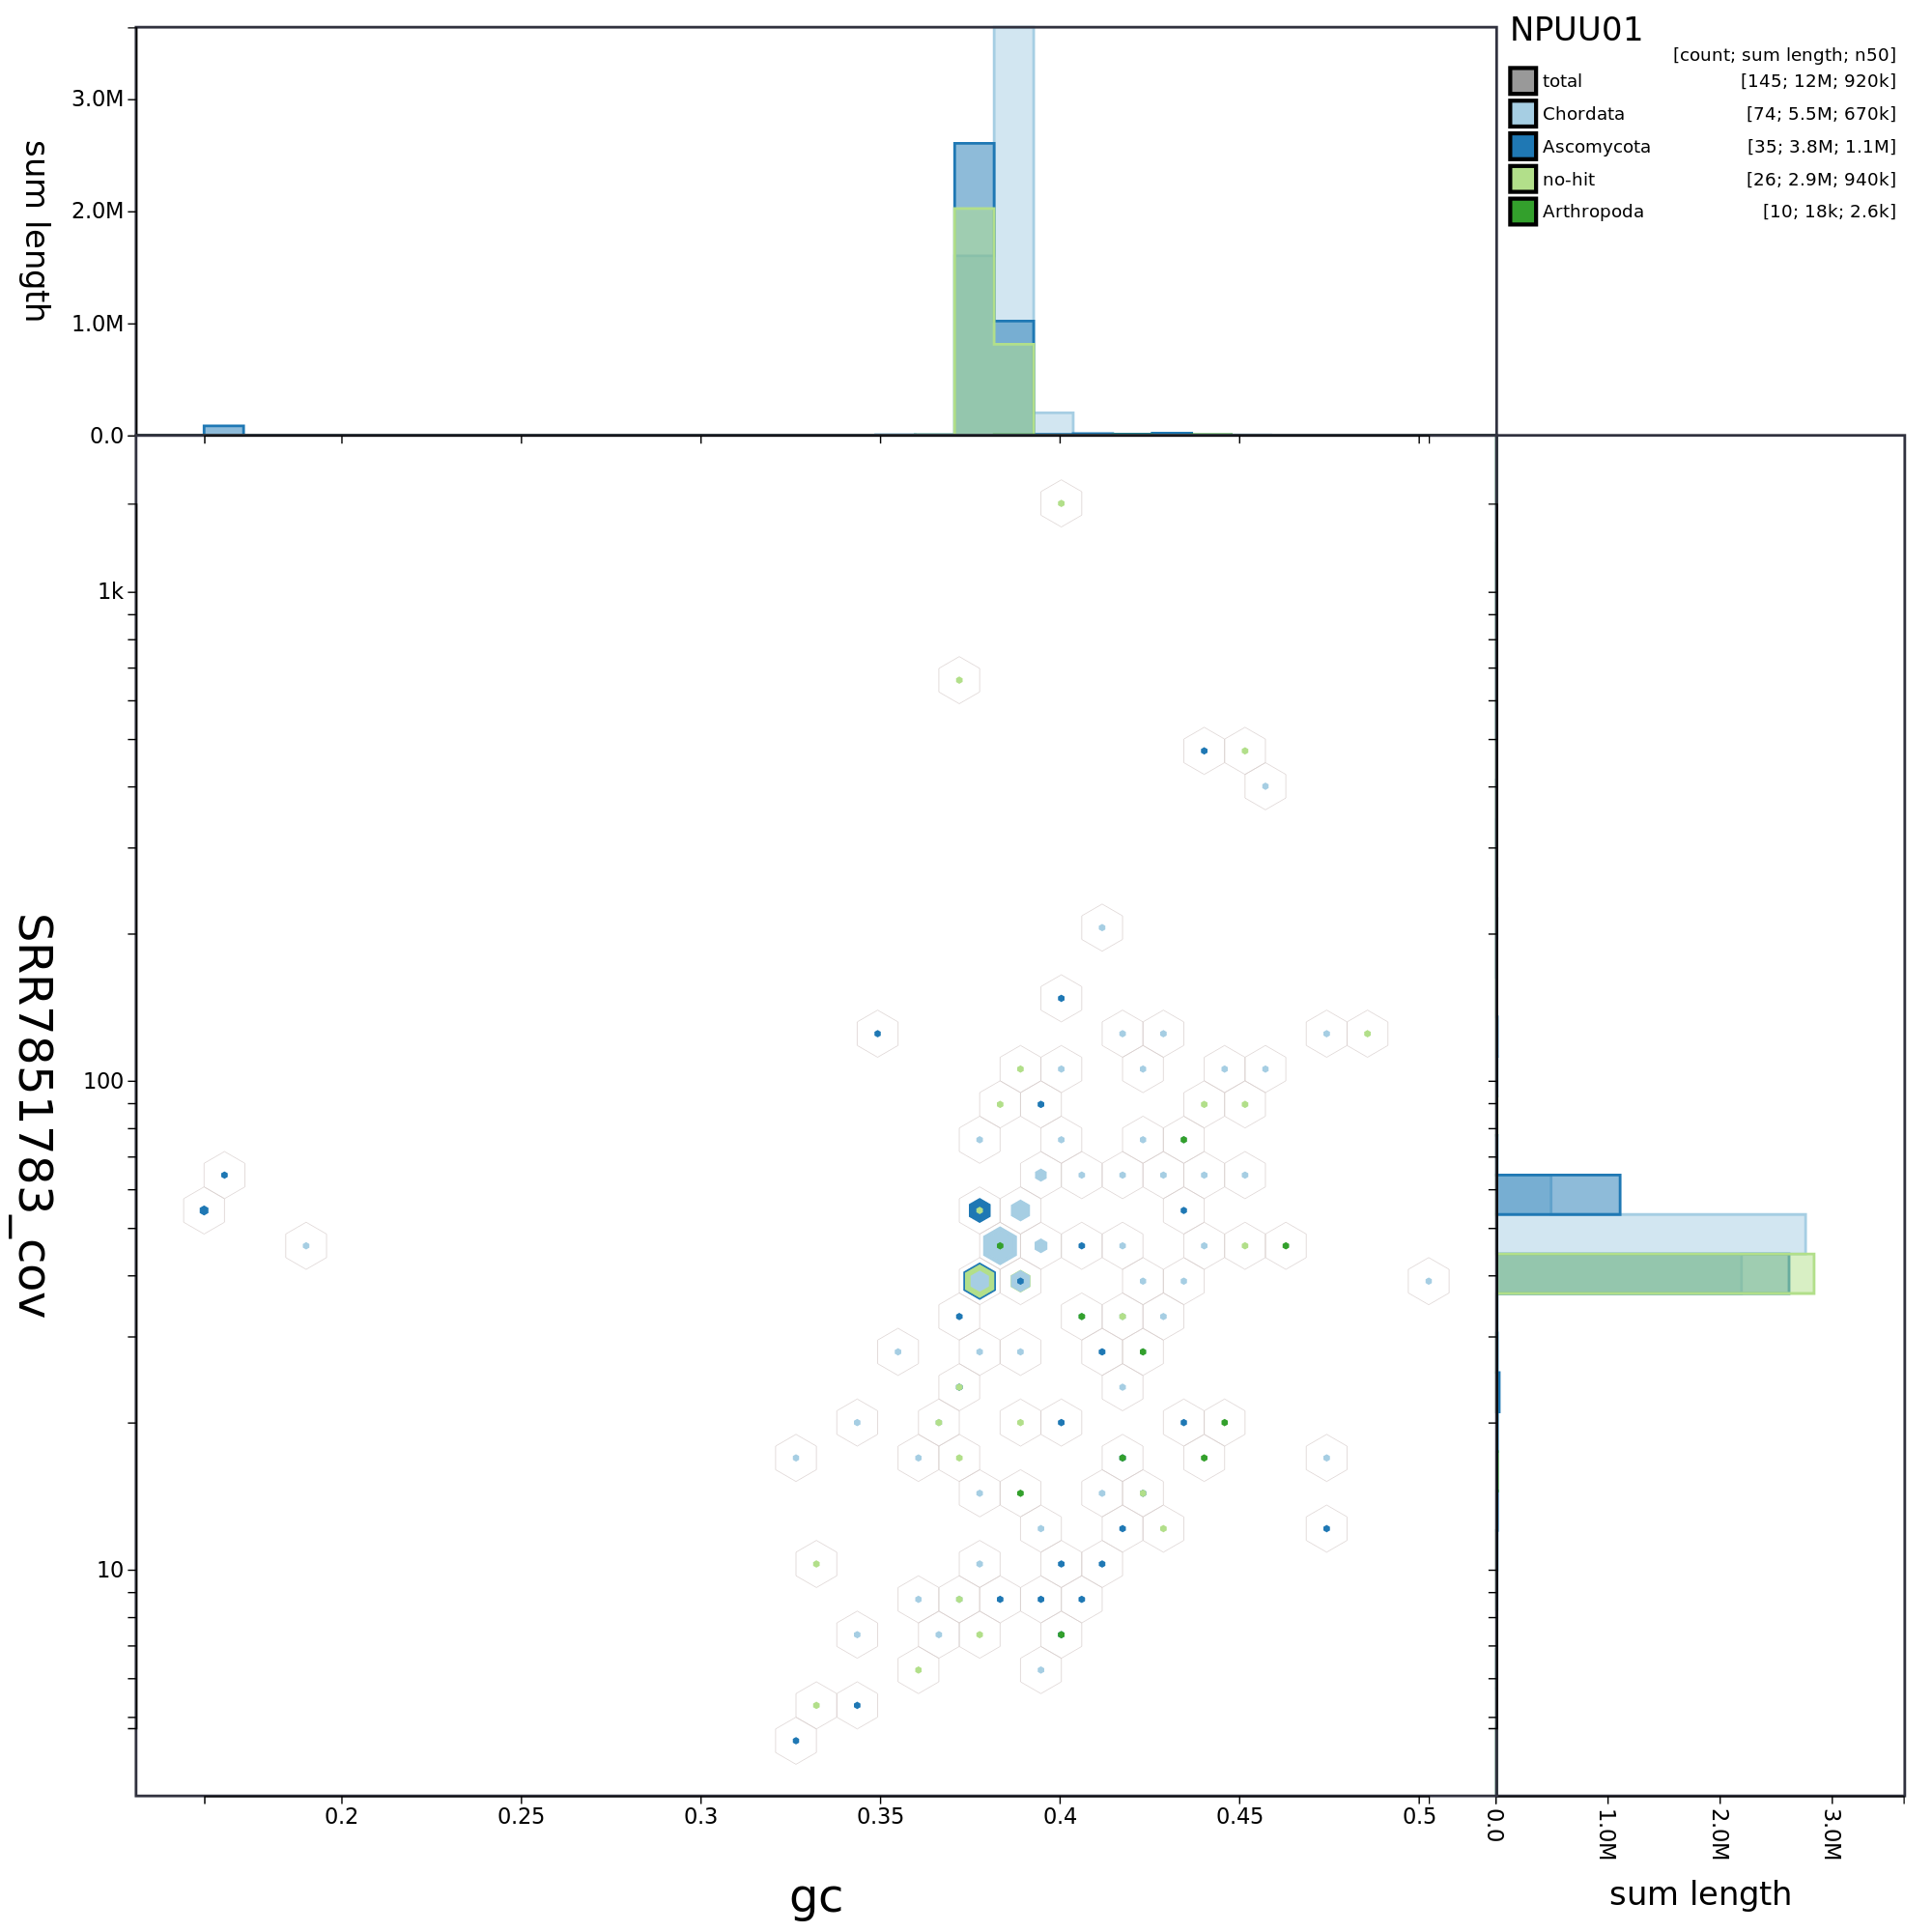 NPUU01
[count; sum length; n50]
total [145; 12M; 920k]
Chordata [74; 5.5M; 670k]
Ascomycota [35; 3.8M; 1.1M]
no-hit [26; 2.9M; 940k]
Arthropoda [10; 18k; 2.6k]
sum length
3.0M
2.0M
1.0M
0.0
SRR7851783_cov
1k
100
10
0.2 0.25 0.3 0.35 0.4 0.45 0.5
gc
0.0 1.0M 2.0M 3.0M
sum length